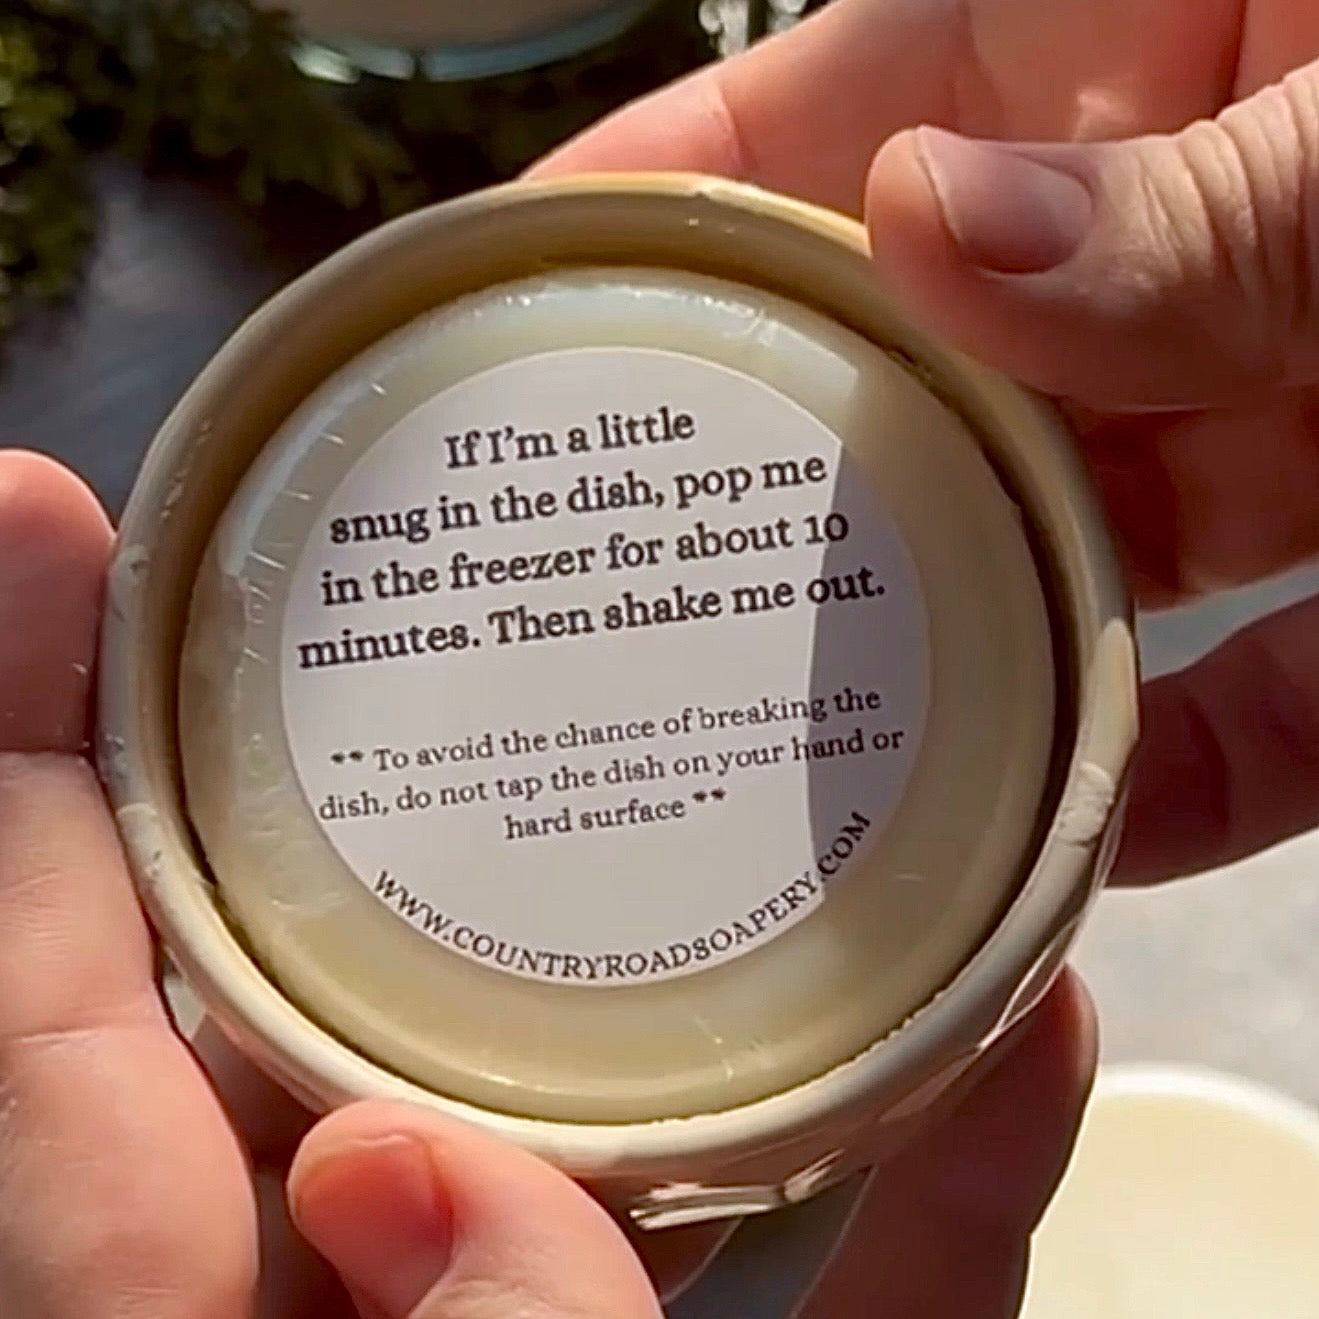 If I'm a little
snug in the dish, pop me
in the freezer for about 10
minutes. Then shake me out.
** To avoid the chance of breaking the
dish, do not tap the dish on your hand or
hard surface **
WWW.COUNTRYROADSOAPERY.COM